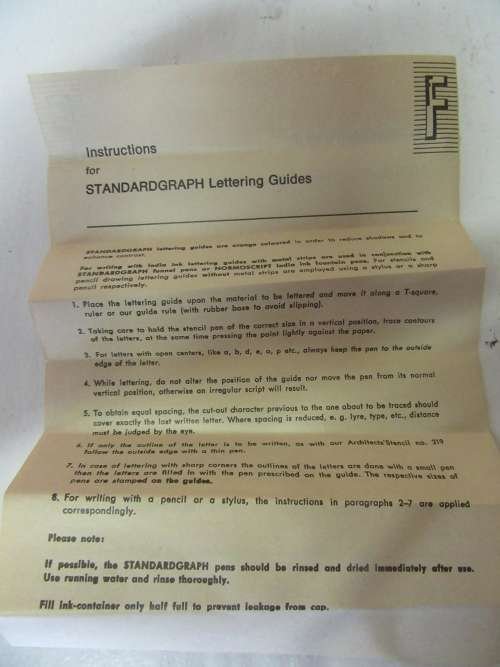 F
Instructions
for
STANDARDGRAPH Lettering Guides
STANDARDGRAPH lettering guides are orange coloured in order to reduce shadows and to
enhance contrast.
For writing with india ink lettering guides with metal strips are used in conjunction with
STANDARDGRAPH funnel pens or NORMOSCRIPT india ink fountain pens. For stencils and
pencil drawing lettering guides without metal strips are employed using a stylus or a sharp
pencil respectively.
1. Place the lettering guide upon the material to be lettered and move it along a T-square,
ruler or our guide rule (with rubber base to avoid slipping).
2. Taking care to hold the stencil pen of the correct size in a vertical position, trace contours
of the letters, at the same time pressing the point lightly against the paper.
3. For letters with open centers, like a, b, d, e, o, p etc., always keep the pen to the outside
edge of the letter.
4. While lettering, do not alter the position of the guide nor move the pen from its normal
vertical position, otherwise an irregular script will result.
5. To obtain equal spacing, the cut-out character previous to the one about to be traced should
cover exactly the last written letter. Where spacing is reduced, e. g. lyre, type, etc., distance
must be judged by the eye.
6. If only the outline of the letter is to be written, as with our Architects'Stencil no. 219
follow the outside edge with a thin pen.
7. In case of lettering with sharp corners the outlines of the letters are done with a small pen
then the letters are filled in with the pen prescribed on the guide. The respective sizes of
pens are stamped on the guides.
8. For writing with a pencil or a stylus, the instructions in paragraphs 2–7 are applied
correspondingly.
Please note:
If possible, the STANDARDGRAPH pens should be rinsed and dried immediately after use.
Use running water and rinse thoroughly.
Fill ink-container only half full to prevent leakage from cap.